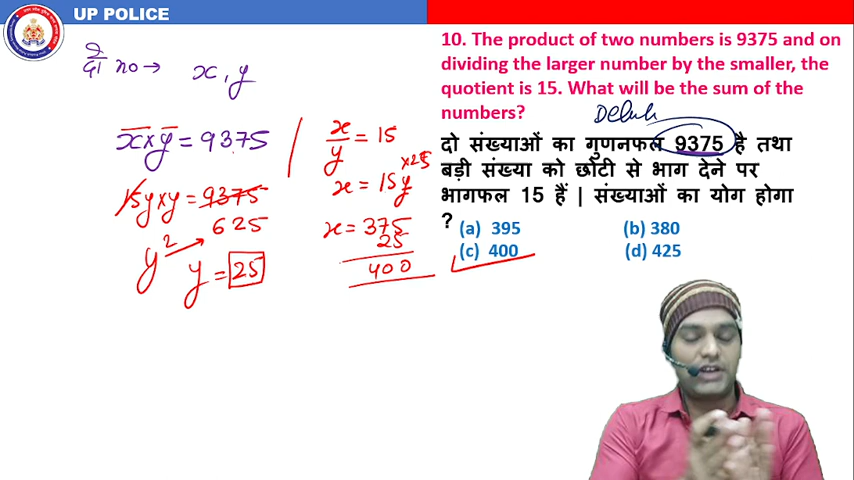 UP POLICE
10. The product of two numbers is 9375 and on
dividing the larger number by the smaller, the
quotient is 15. What will be the sum of the
numbers?
दो संख्याओं का गुणनफल 9375 है तथा
बड़ी संख्या को छोटी से भाग देने पर
भागफल 15 हैं | संख्याओं का योग होगा
?
(a) 395
(b) 380
(c) 400
(d) 425
no → x, y
x × y = 9375
15y × y = 9375
625
y²
y = 25
x/y = 15
x = 15y × 25
x = 375
25
400